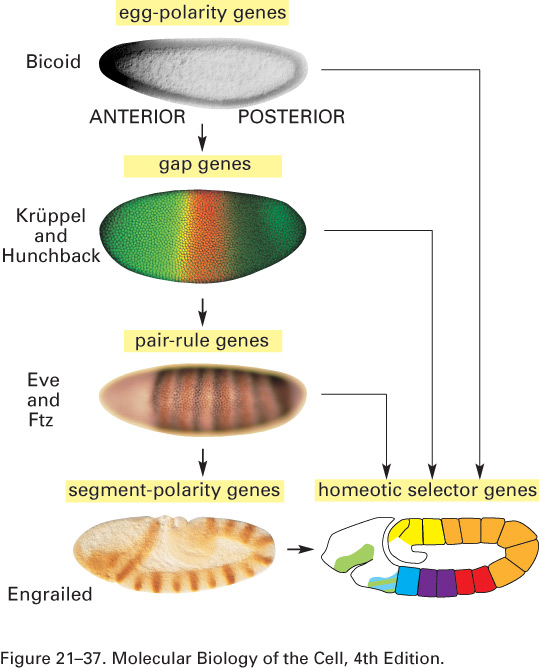 egg-polarity genes
Bicoid
ANTERIOR POSTERIOR
gap genes
Krüppel
and
Hunchback
pair-rule genes
Eve
and
Ftz
segment-polarity genes
homeotic selector genes
Engrailed
Figure 21–37. Molecular Biology of the Cell, 4th Edition.